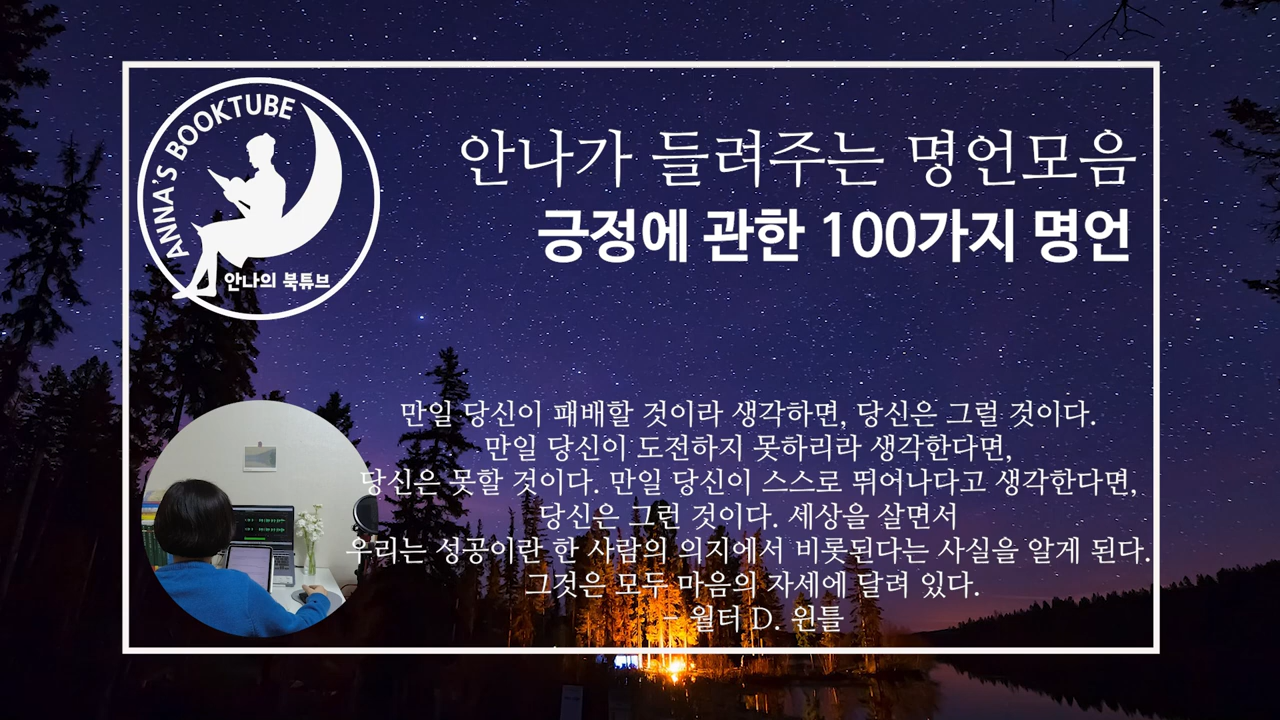 ANNA'S BOOKTUBE
안나의 북튜브
안나가 들려주는 명언모음
긍정에 관한 100가지 명언
만일 당신이 패배할 것이라 생각하면, 당신은 그럴 것이다.
만일 당신이 도전하지 못하리라 생각한다면,
당신은 못할 것이다. 만일 당신이 스스로 뛰어나다고 생각한다면,
당신은 그런 것이다. 세상을 살면서
우리는 성공이란 한 사람의 의지에서 비롯된다는 사실을 알게 된다.
그것은 모두 마음의 자세에 달려 있다.
- 월터 D. 윈틀